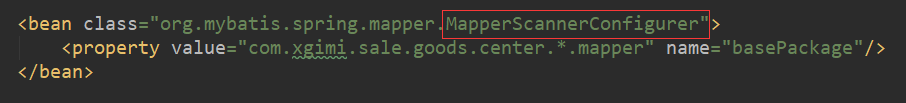 <bean class="org.mybatis.spring.mapper.MapperScannerConfigurer">
<property value="com.xgimi.sale.goods.center.*.mapper" name="basePackage"/>
</bean>